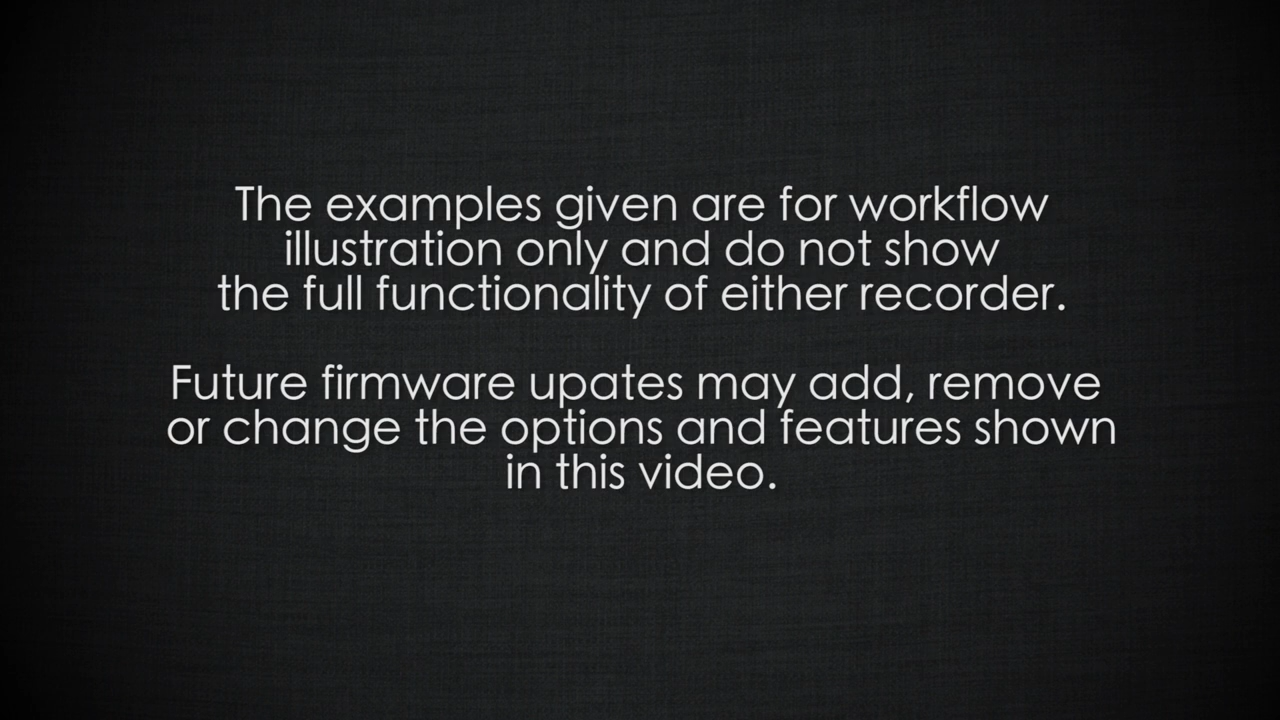 The examples given are for workflow
illustration only and do not show
the full functionality of either recorder.
Future firmware upates may add, remove
or change the options and features shown
in this video.